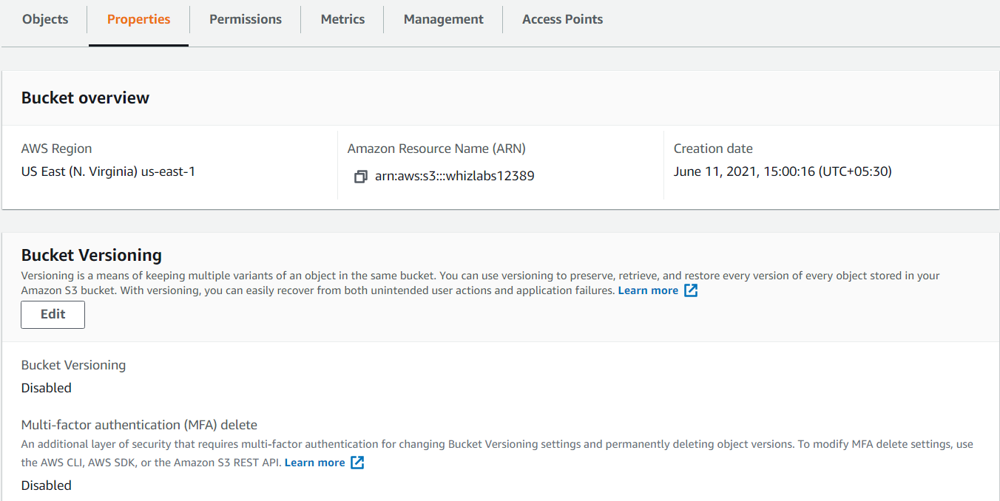 Objects
Properties
Permissions
Metrics
Management
Access Points
Bucket overview
AWS Region
US East (N. Virginia) us-east-1
Amazon Resource Name (ARN)
arn:aws:s3:::whizlabs12389
Creation date
June 11, 2021, 15:00:16 (UTC+05:30)
Bucket Versioning
Versioning is a means of keeping multiple variants of an object in the same bucket. You can use versioning to preserve, retrieve, and restore every version of every object stored in your
Amazon S3 bucket. With versioning, you can easily recover from both unintended user actions and application failures. Learn more
Edit
Bucket Versioning
Disabled
Multi-factor authentication (MFA) delete
An additional layer of security that requires multi-factor authentication for changing Bucket Versioning settings and permanently deleting object versions. To modify MFA delete settings, use
the AWS CLI, AWS SDK, or the Amazon S3 REST API. Learn more
Disabled